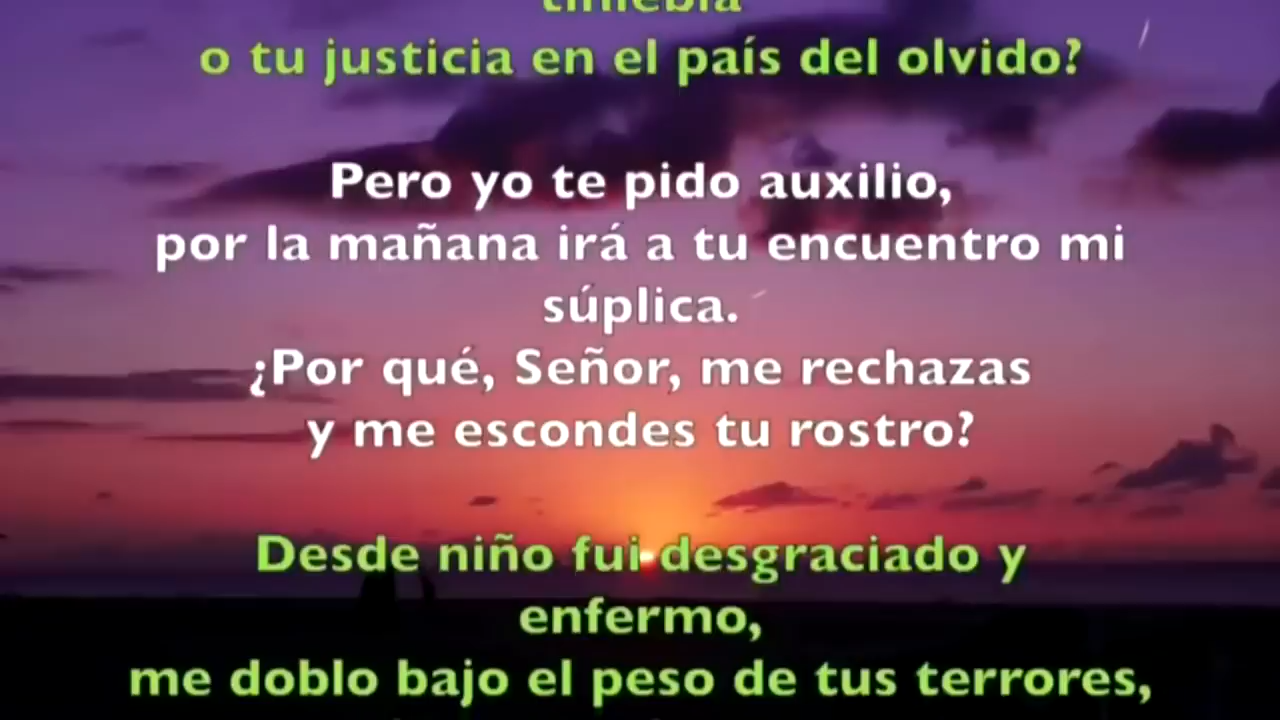 tiniebla
o tu justicia en el país del olvido?
Pero yo te pido auxilio,
por la mañana irá a tu encuentro mi
súplica.
¿Por qué, Señor, me rechazas
y me escondes tu rostro?
Desde niño fui desgraciado y
enfermo,
me doblo bajo el peso de tus terrores,